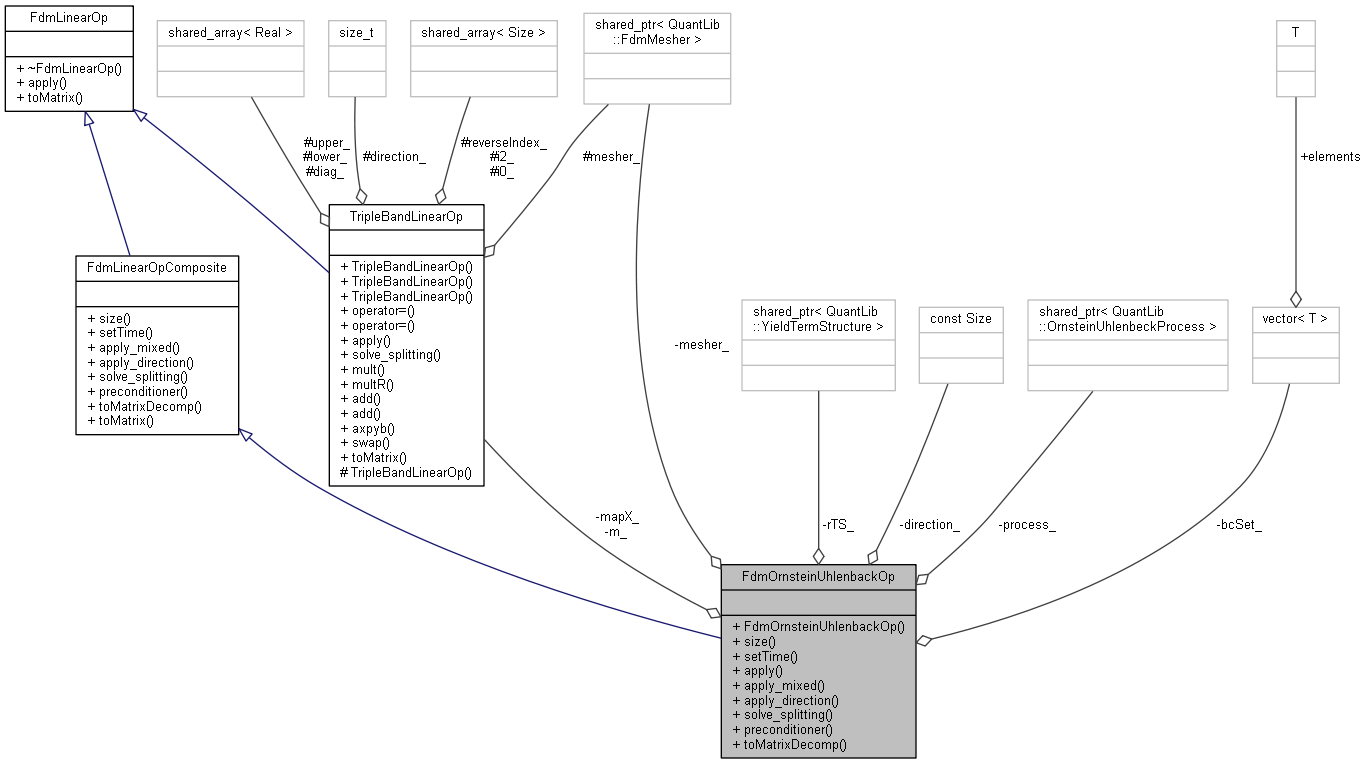 FdmLinearOp
+ ~FdmLinearOp()
+ apply()
+ toMatrix()
shared_array< Real >
size_t
shared_array< Size >
shared_ptr< QuantLib
::FdmMesher >
T
#upper_
#lower_
#diag_
#direction_
#reverseIndex_
#i2_
#i0_
#mesher_
+elements
TripleBandLinearOp
+ TripleBandLinearOp()
+ TripleBandLinearOp()
+ TripleBandLinearOp()
+ operator=()
+ operator=()
+ apply()
+ solve_splitting()
+ mult()
+ multR()
+ add()
+ add()
+ axpyb()
+ swap()
+ toMatrix()
# TripleBandLinearOp()
FdmLinearOpComposite
+ size()
+ setTime()
+ apply_mixed()
+ apply_direction()
+ solve_splitting()
+ preconditioner()
+ toMatrixDecomp()
+ toMatrix()
-mesher_
shared_ptr< QuantLib
::YieldTermStructure >
const Size
shared_ptr< QuantLib
::OrnsteinUhlenbeckProcess >
vector< T >
-mapX_
-m_
-rTS_
-direction_
-process_
-bcSet_
FdmOrnsteinUhlenbackOp
+ FdmOrnsteinUhlenbackOp()
+ size()
+ setTime()
+ apply()
+ apply_mixed()
+ apply_direction()
+ solve_splitting()
+ preconditioner()
+ toMatrixDecomp()